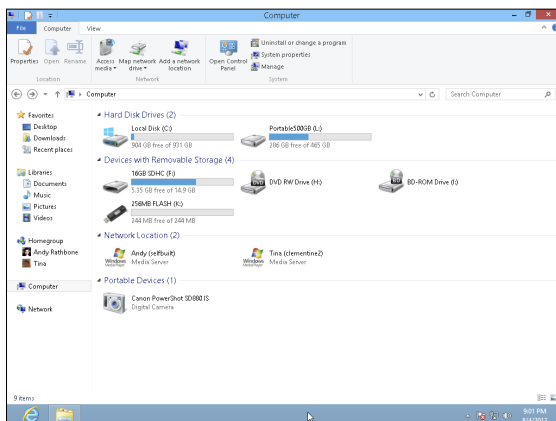 Computer
File Computer View
Properties Open Rename
Access media Map network drive Add a network location
Open Control Panel
Uninstall or change a program
System properties
Manage
Location Network System
Computer
Search Computer
Favorites
Desktop
Downloads
Recent places
Libraries
Documents
Music
Pictures
Videos
Homegroup
Andy Rathbone
Tina
Computer
Network
Hard Disk Drives (2)
Local Disk (C:)
904 GB free of 931 GB
Portable500GB (L:)
286 GB free of 465 GB
Devices with Removable Storage (4)
16GB SDHC (F:)
5.35 GB free of 14.9 GB
DVD RW Drive (H:)
BD-ROM Drive (I:)
256MB FLASH (K:)
244 MB free of 244 MB
Network Location (2)
Andy (selfbuilt)
Media Server
Tina (clementine2)
Media Server
Portable Devices (1)
Canon PowerShot SD880 IS
Digital Camera
9 items
9:01 PM